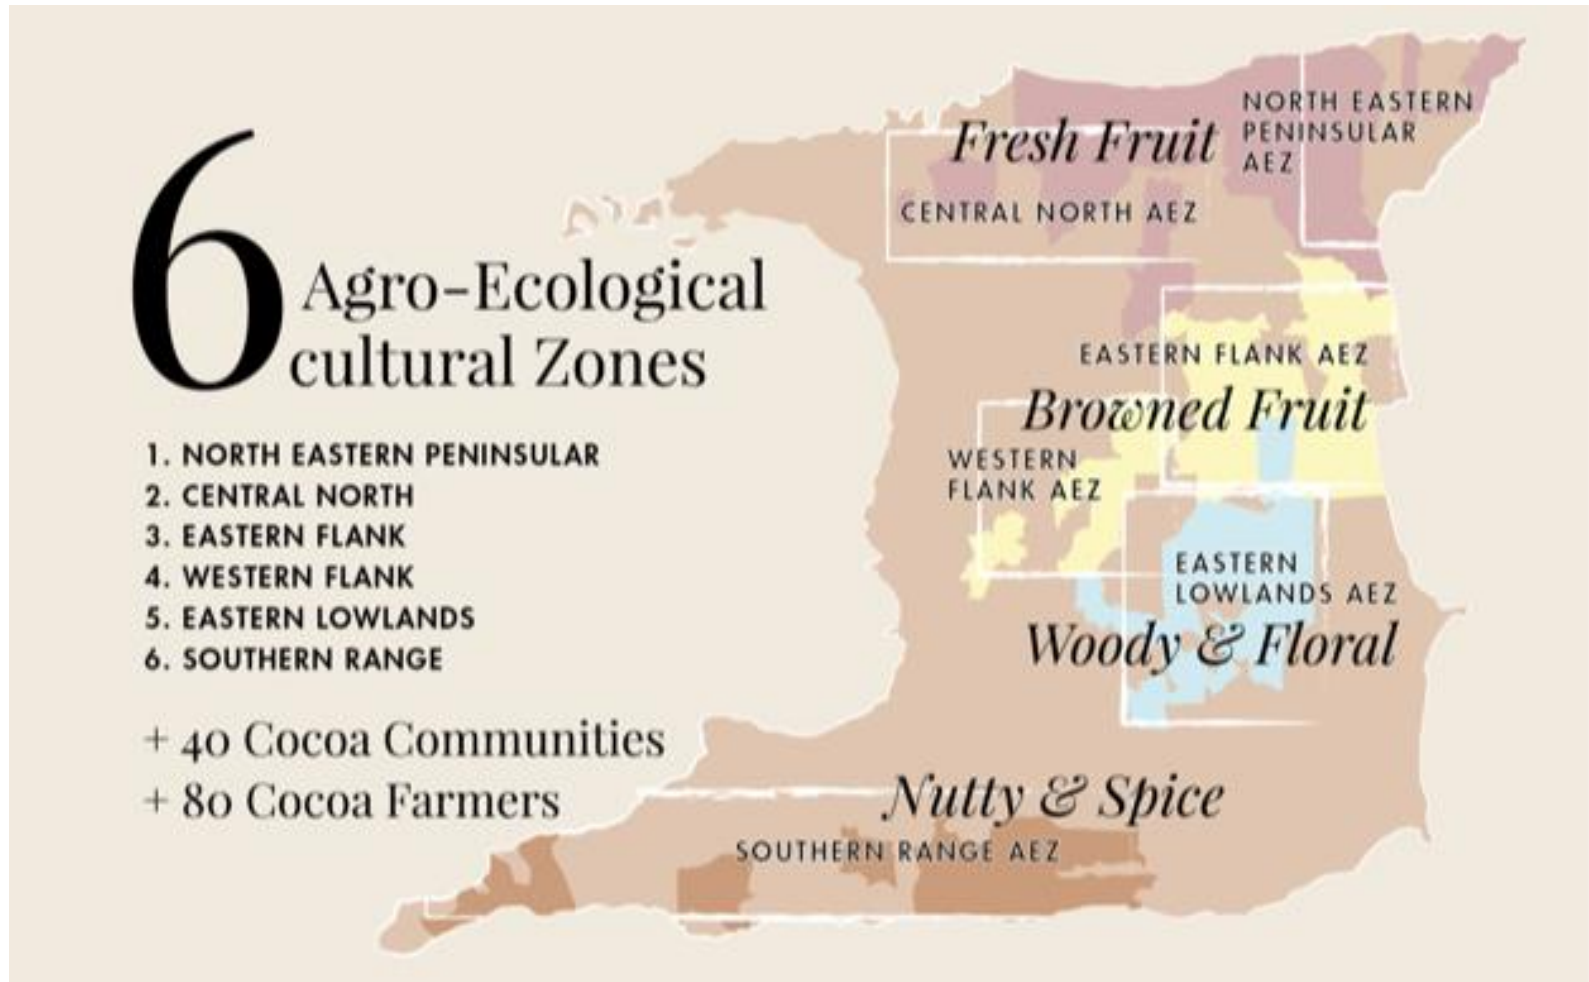 6
Agro-Ecological
cultural Zones
1. NORTH EASTERN PENINSULAR
2. CENTRAL NORTH
3. EASTERN FLANK
4. WESTERN FLANK
5. EASTERN LOWLANDS
6. SOUTHERN RANGE
+ 40 Cocoa Communities
+ 80 Cocoa Farmers
Fresh Fruit
NORTH EASTERN
PENINSULAR
AEZ
CENTRAL NORTH AEZ
EASTERN FLANK AEZ
Browned Fruit
WESTERN
FLANK AEZ
EASTERN
LOWLANDS AEZ
Woody & Floral
Nutty & Spice
SOUTHERN RANGE AEZ